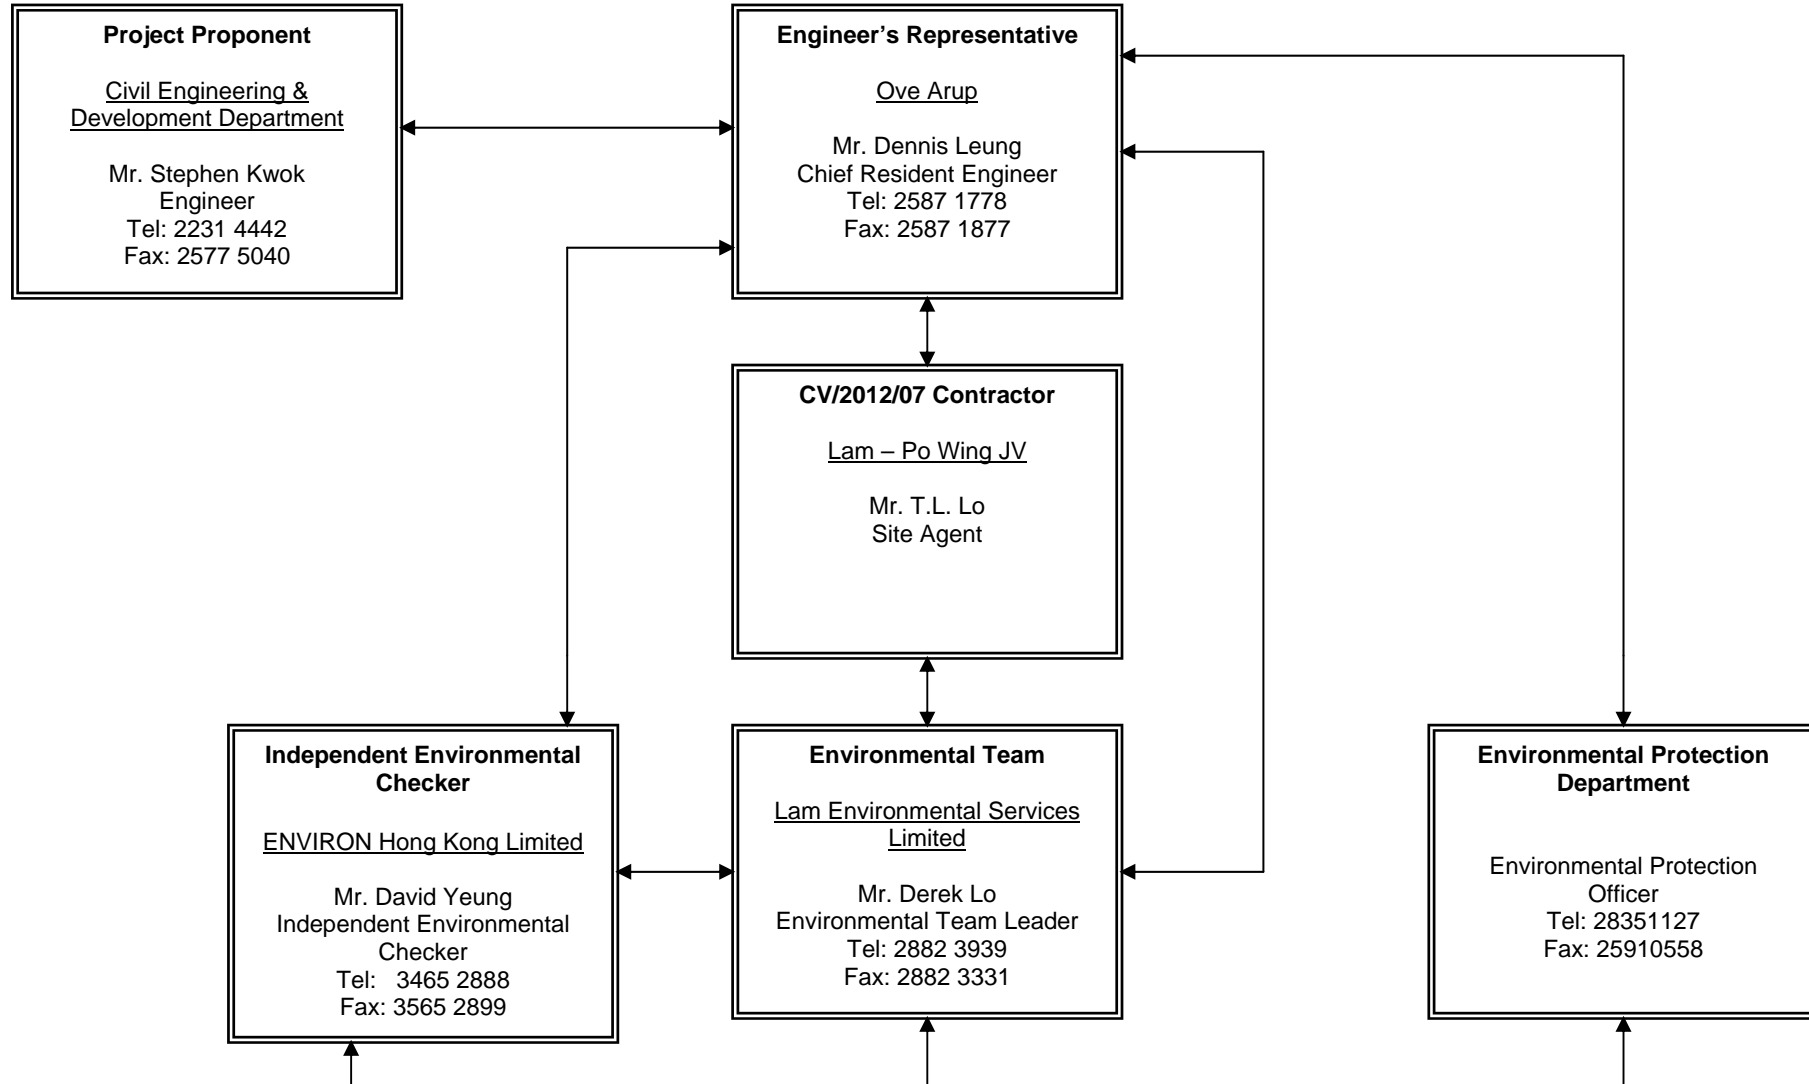 Project Proponent
Civil Engineering &
Development Department
Mr. Stephen Kwok
Engineer
Tel: 2231 4442
Fax: 2577 5040
Engineer’s Representative
Ove Arup
Mr. Dennis Leung
Chief Resident Engineer
Tel: 2587 1778
Fax: 2587 1877
CV/2012/07 Contractor
Lam – Po Wing JV
Mr. T.L. Lo
Site Agent
Independent Environmental
Checker
ENVIRON Hong Kong Limited
Mr. David Yeung
Independent Environmental
Checker
Tel:   3465 2888
Fax: 3565 2899
Environmental Team
Lam Environmental Services
Limited
Mr. Derek Lo
Environmental Team Leader
Tel: 2882 3939
Fax: 2882 3331
Environmental Protection
Department
Environmental Protection
Officer
Tel: 28351127
Fax: 25910558